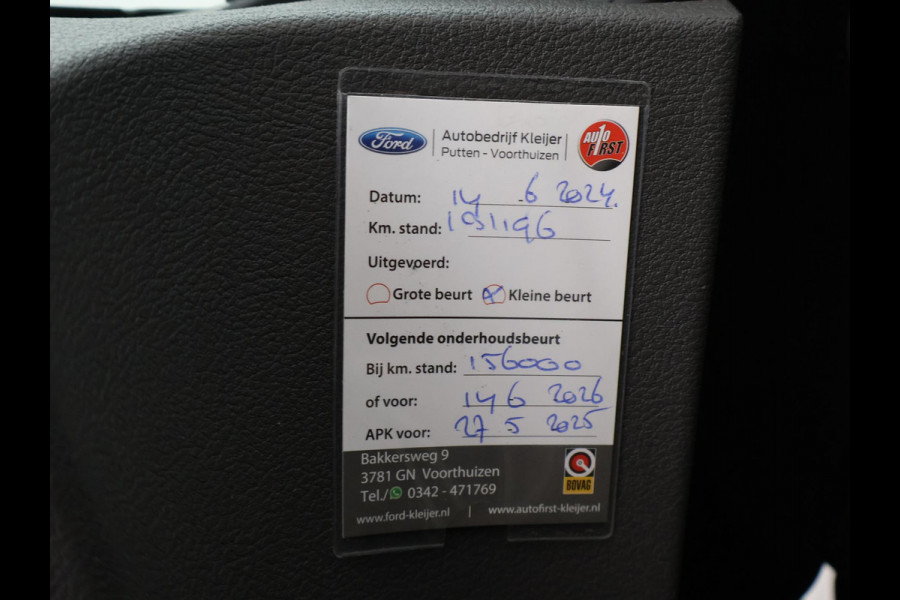 Ford Autobedrijf Kleijer AUTO FIRST
Putten - Voorthuizen
Datum: 14 6 2024.
Km. stand:
Uitgevoerd:
Grote beurt Kleine beurt
Volgende onderhoudsbeurt
Bij km. stand: 156000
of voor: 14 6 2026
APK voor: 27 5 2025
Bakkersweg 9
3781 GN Voorthuizen
Tel./ 0342 - 471769
BOVAG
www.ford-kleijer.nl | www.autofirst-kleijer.nl